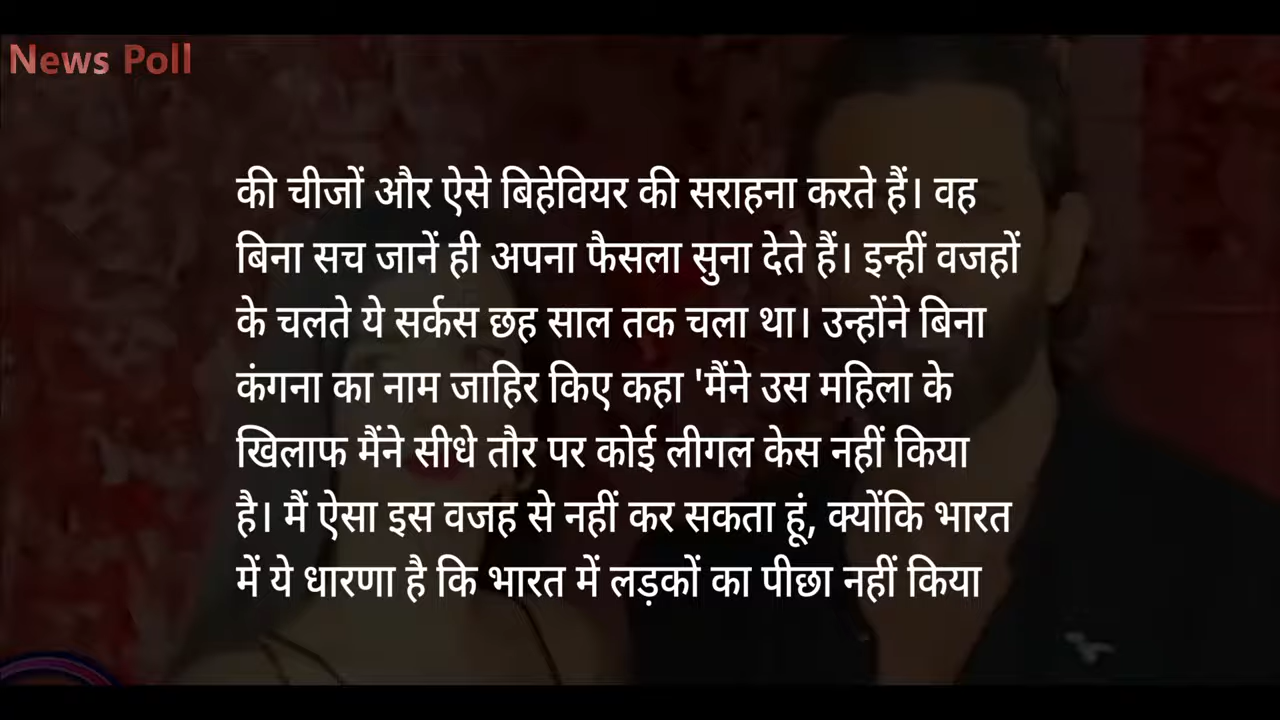 News Poll
की चीजों और ऐसे बिहेवियर की सराहना करते हैं। वह
बिना सच जानें ही अपना फैसला सुना देते हैं। इन्हीं वजहों
के चलते ये सर्कस छह साल तक चला था। उन्होंने बिना
कंगना का नाम जाहिर किए कहा 'मैंने उस महिला के
खिलाफ मैंने सीधे तौर पर कोई लीगल केस नहीं किया
है। मैं ऐसा इस वजह से नहीं कर सकता हूं, क्योंकि भारत
में ये धारणा है कि भारत में लड़कों का पीछा नहीं किया